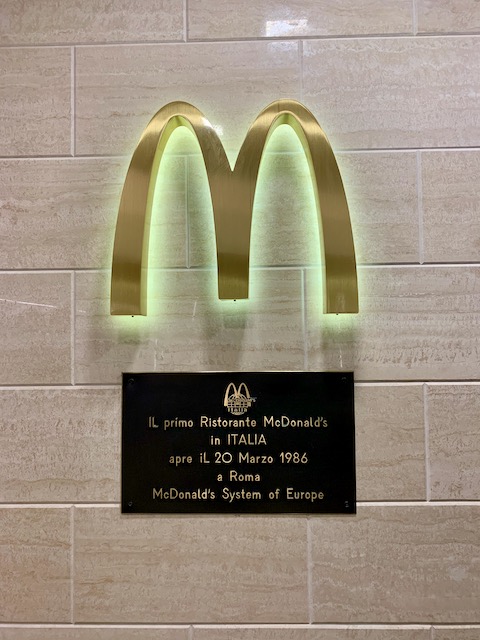 IL primo Ristorante McDonald's
in ITALIA
apre iL 20 Marzo 1986
a Roma
McDonald's System of Europe